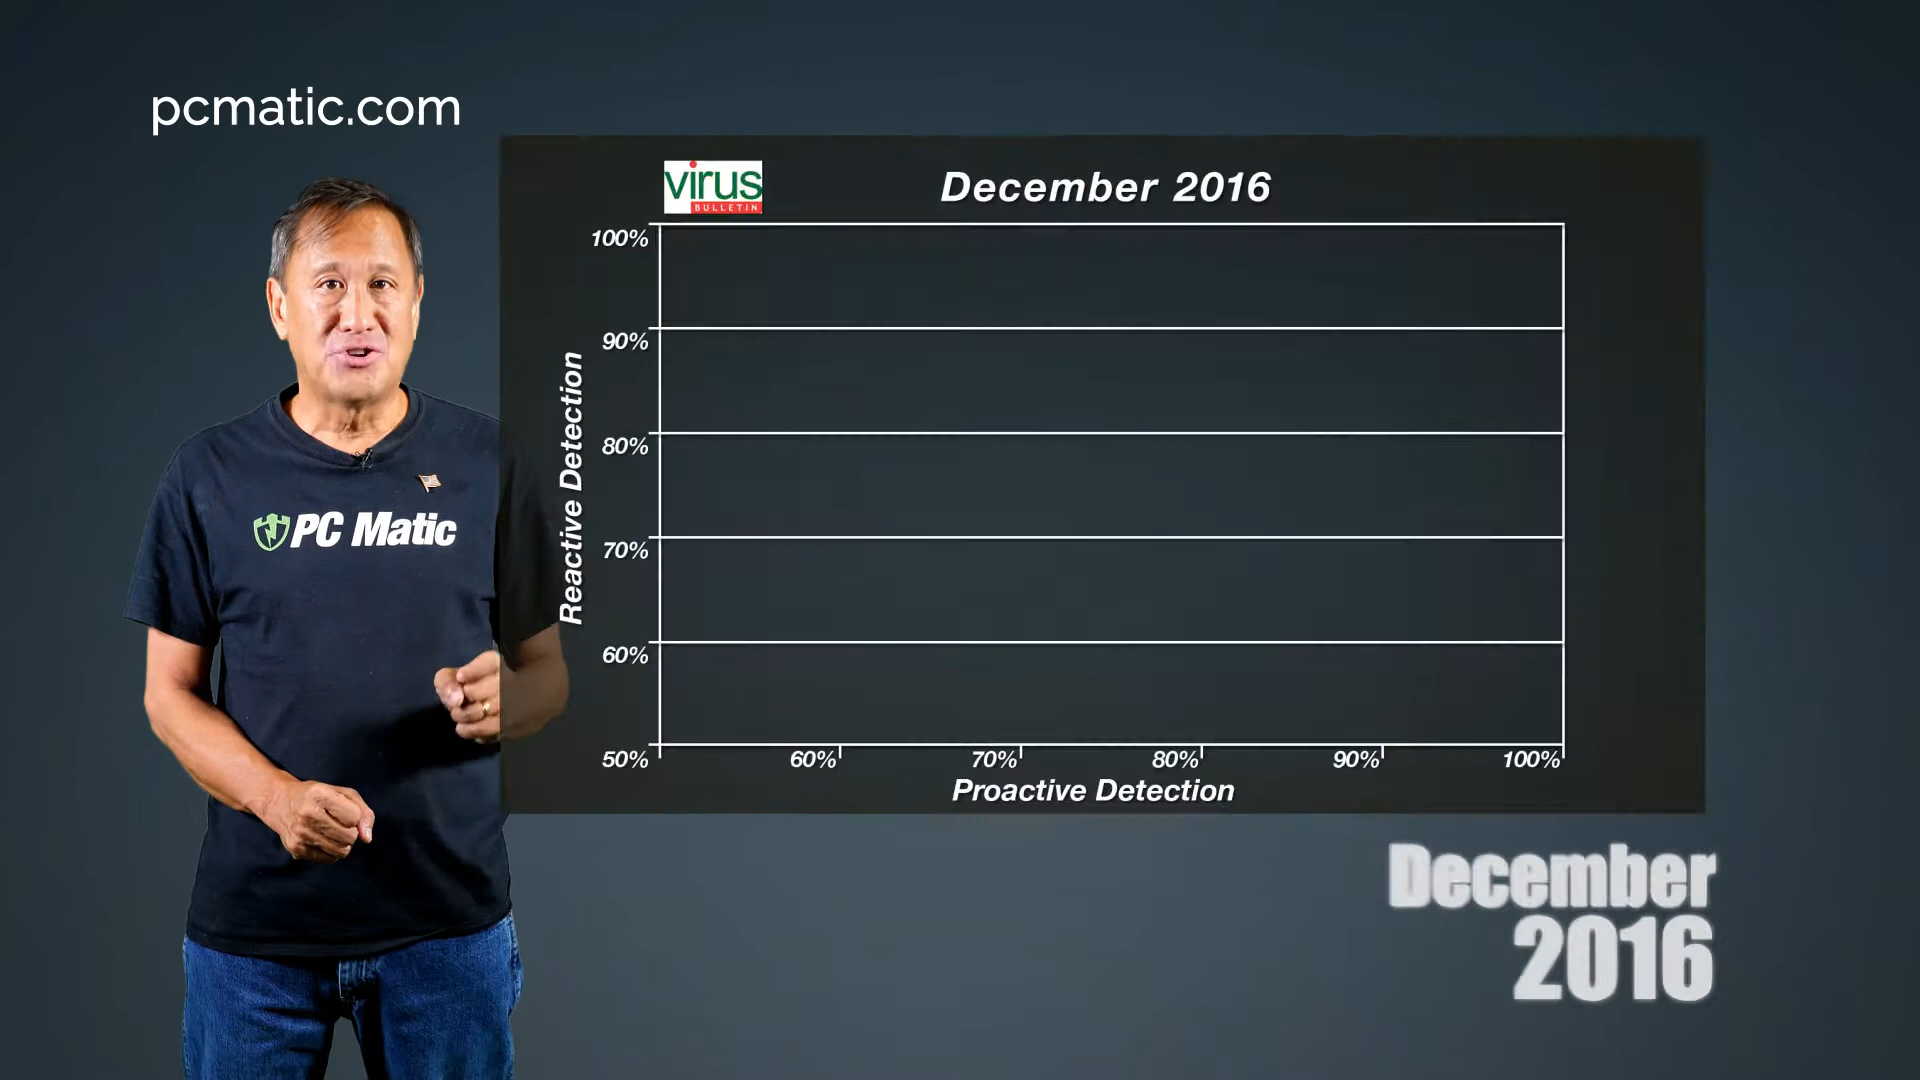 pcmatic.com
virus
BULLETIN
December 2016
100%
90%
80%
70%
60%
50%
Reactive Detection
60%
70%
80%
90%
100%
Proactive Detection
PC Matic
December
2016